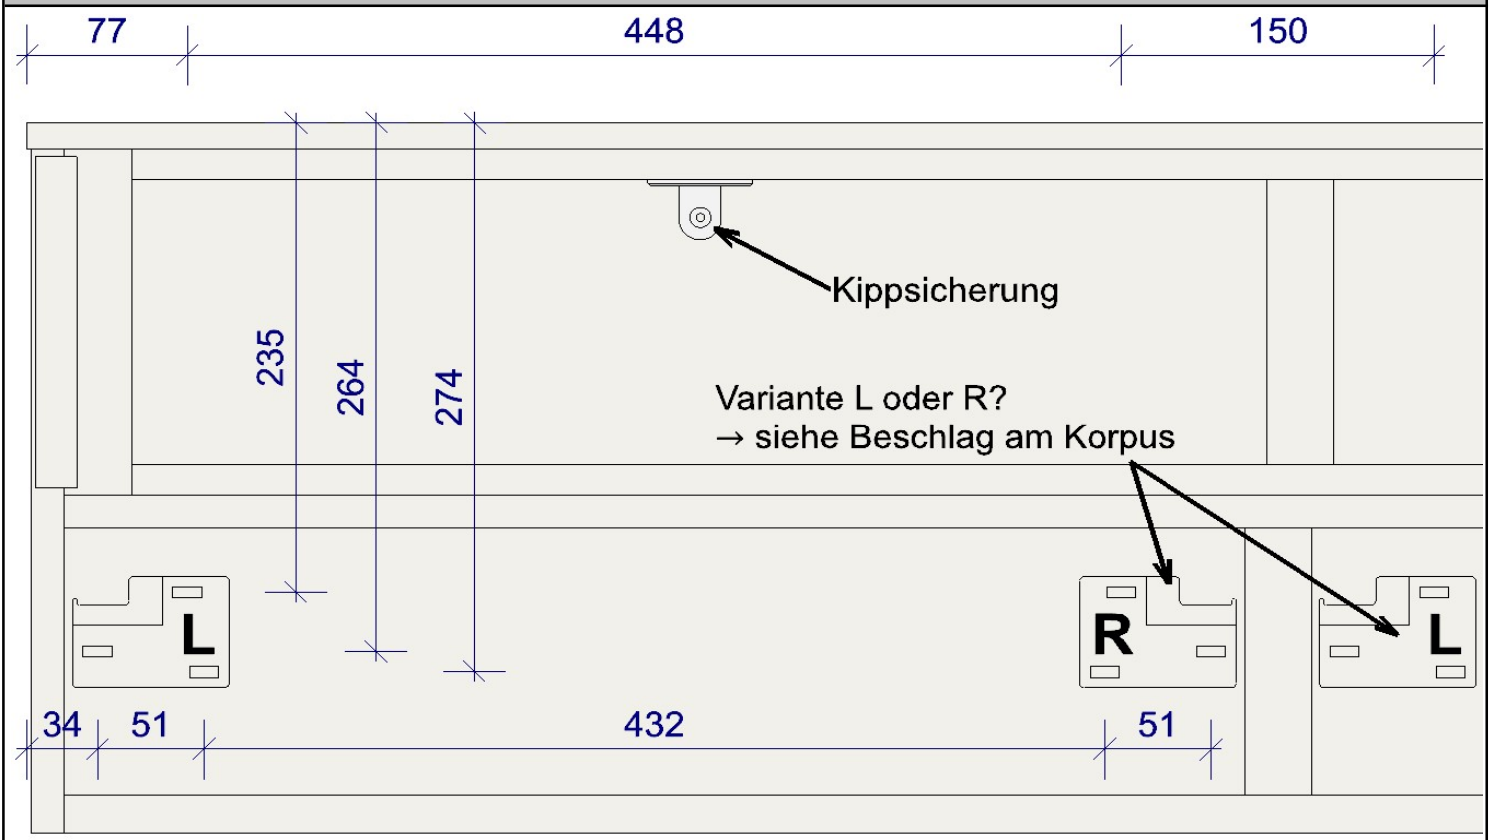 77 448 150
Kippsicherung
235 264 274
Variante L oder R?
→ siehe Beschlag am Korpus
L R L
34 51 432 51